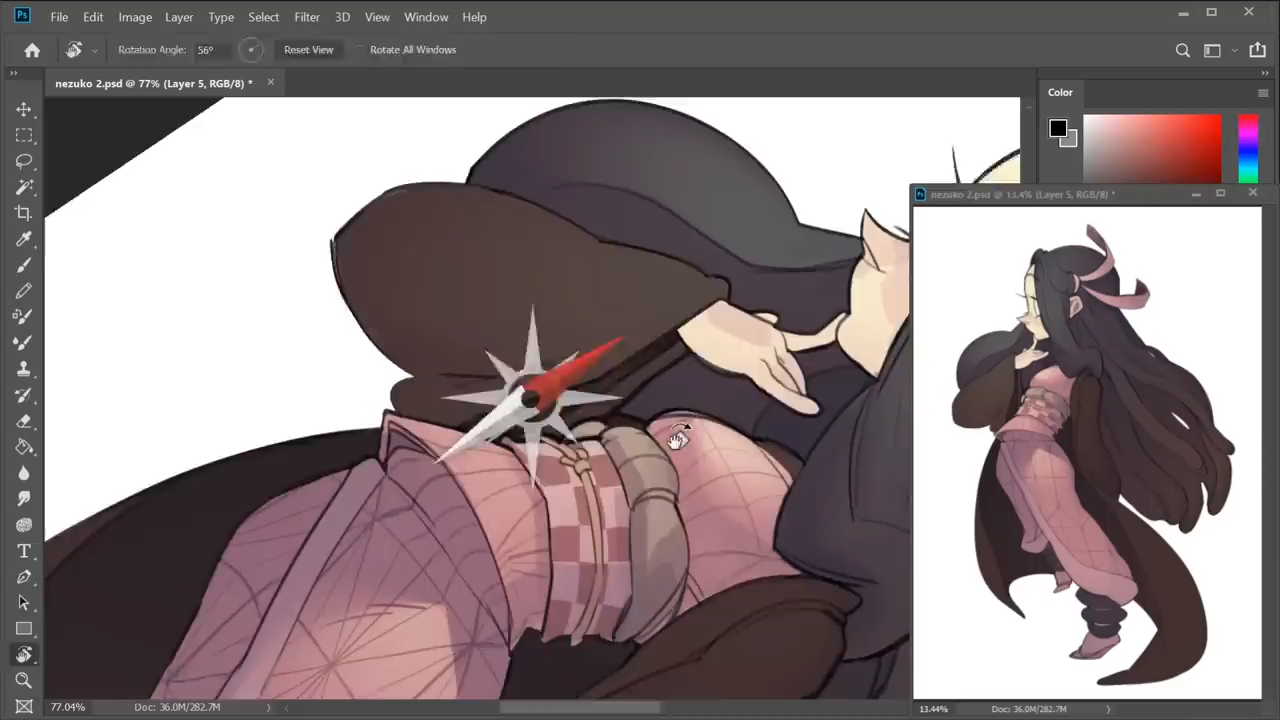 Ps File Edit Image Layer Type Select Filter 3D View Window Help
Rotation Angle: 56° Reset View Rotate All Windows
nezuko 2.psd @ 77% (Layer 5, RGB/8) *
Color
Ps nezuko 2.psd @ 13.4% (Layer 5, RGB/8) *
77.04% Doc: 36.0M/282.7M
13.44% Doc: 36.0M/282.7M